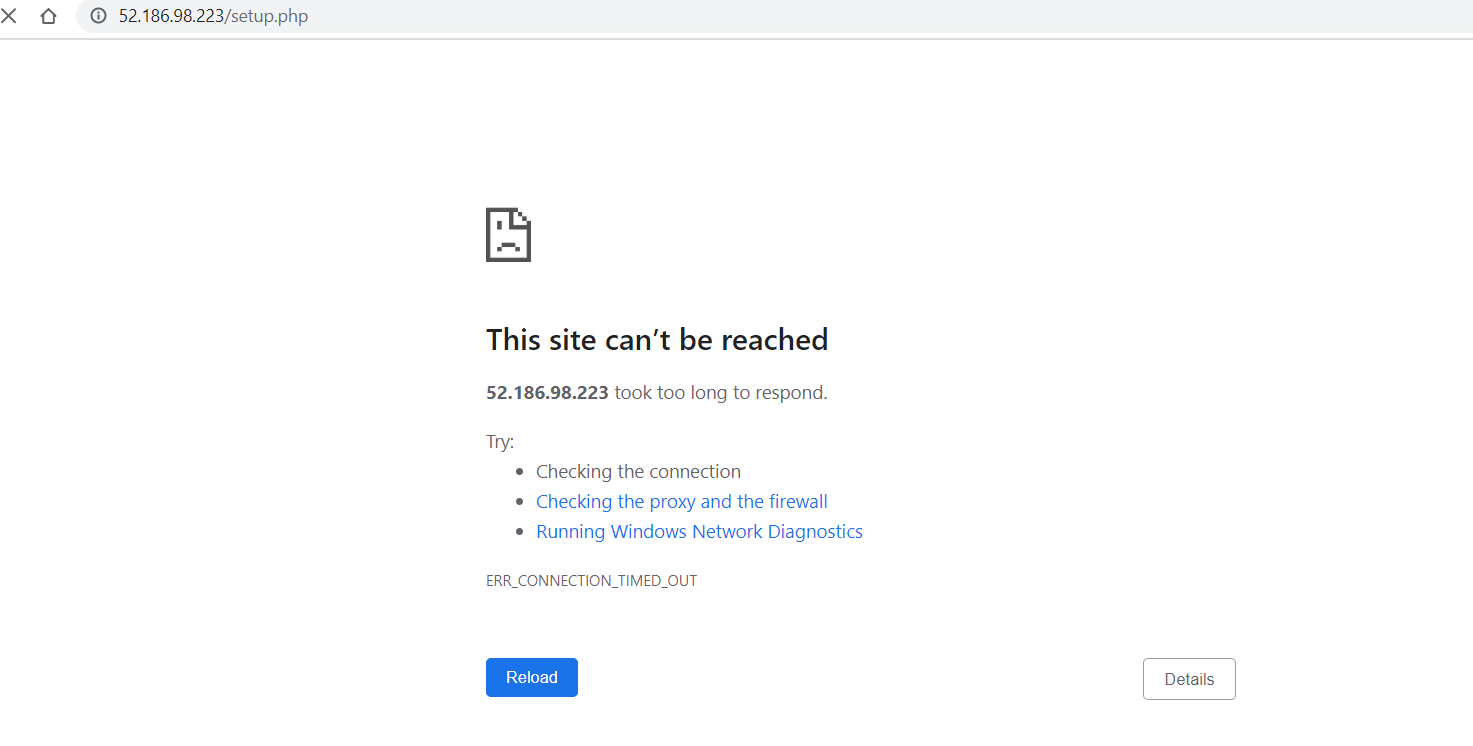 52.186.98.223/setup.php
This site can’t be reached
52.186.98.223 took too long to respond.
Try:
Checking the connection
Checking the proxy and the firewall
Running Windows Network Diagnostics
ERR_CONNECTION_TIMED_OUT
Reload
Details